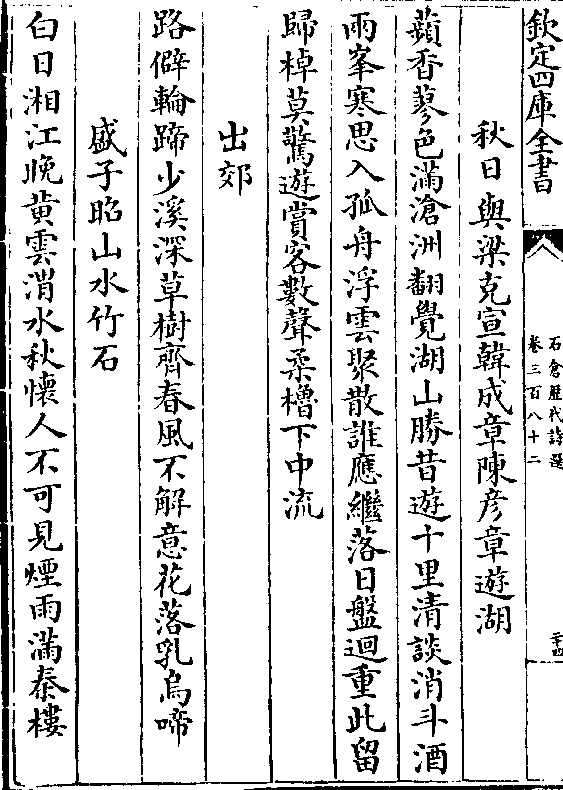 欽定四庫全書
石倉歷代詩選
卷三百八十二
二十四
秋日與梁克宣韓成章陳彦章遊湖
蘋香蓼色滿滄洲翻覺湖山勝昔遊十里清談消斗酒
兩峯寒思入孤舟浮雲聚散誰應繼落日盤迴重此留
歸棹莫驚遊賞客數聲柔櫓下中流
出郊
路僻輪蹄少溪深草樹齊春風不解意花落乳烏啼
盛子昭山水竹石
白日湘江晚黄雲渭水秋懷人不可見煙雨滿秦樓